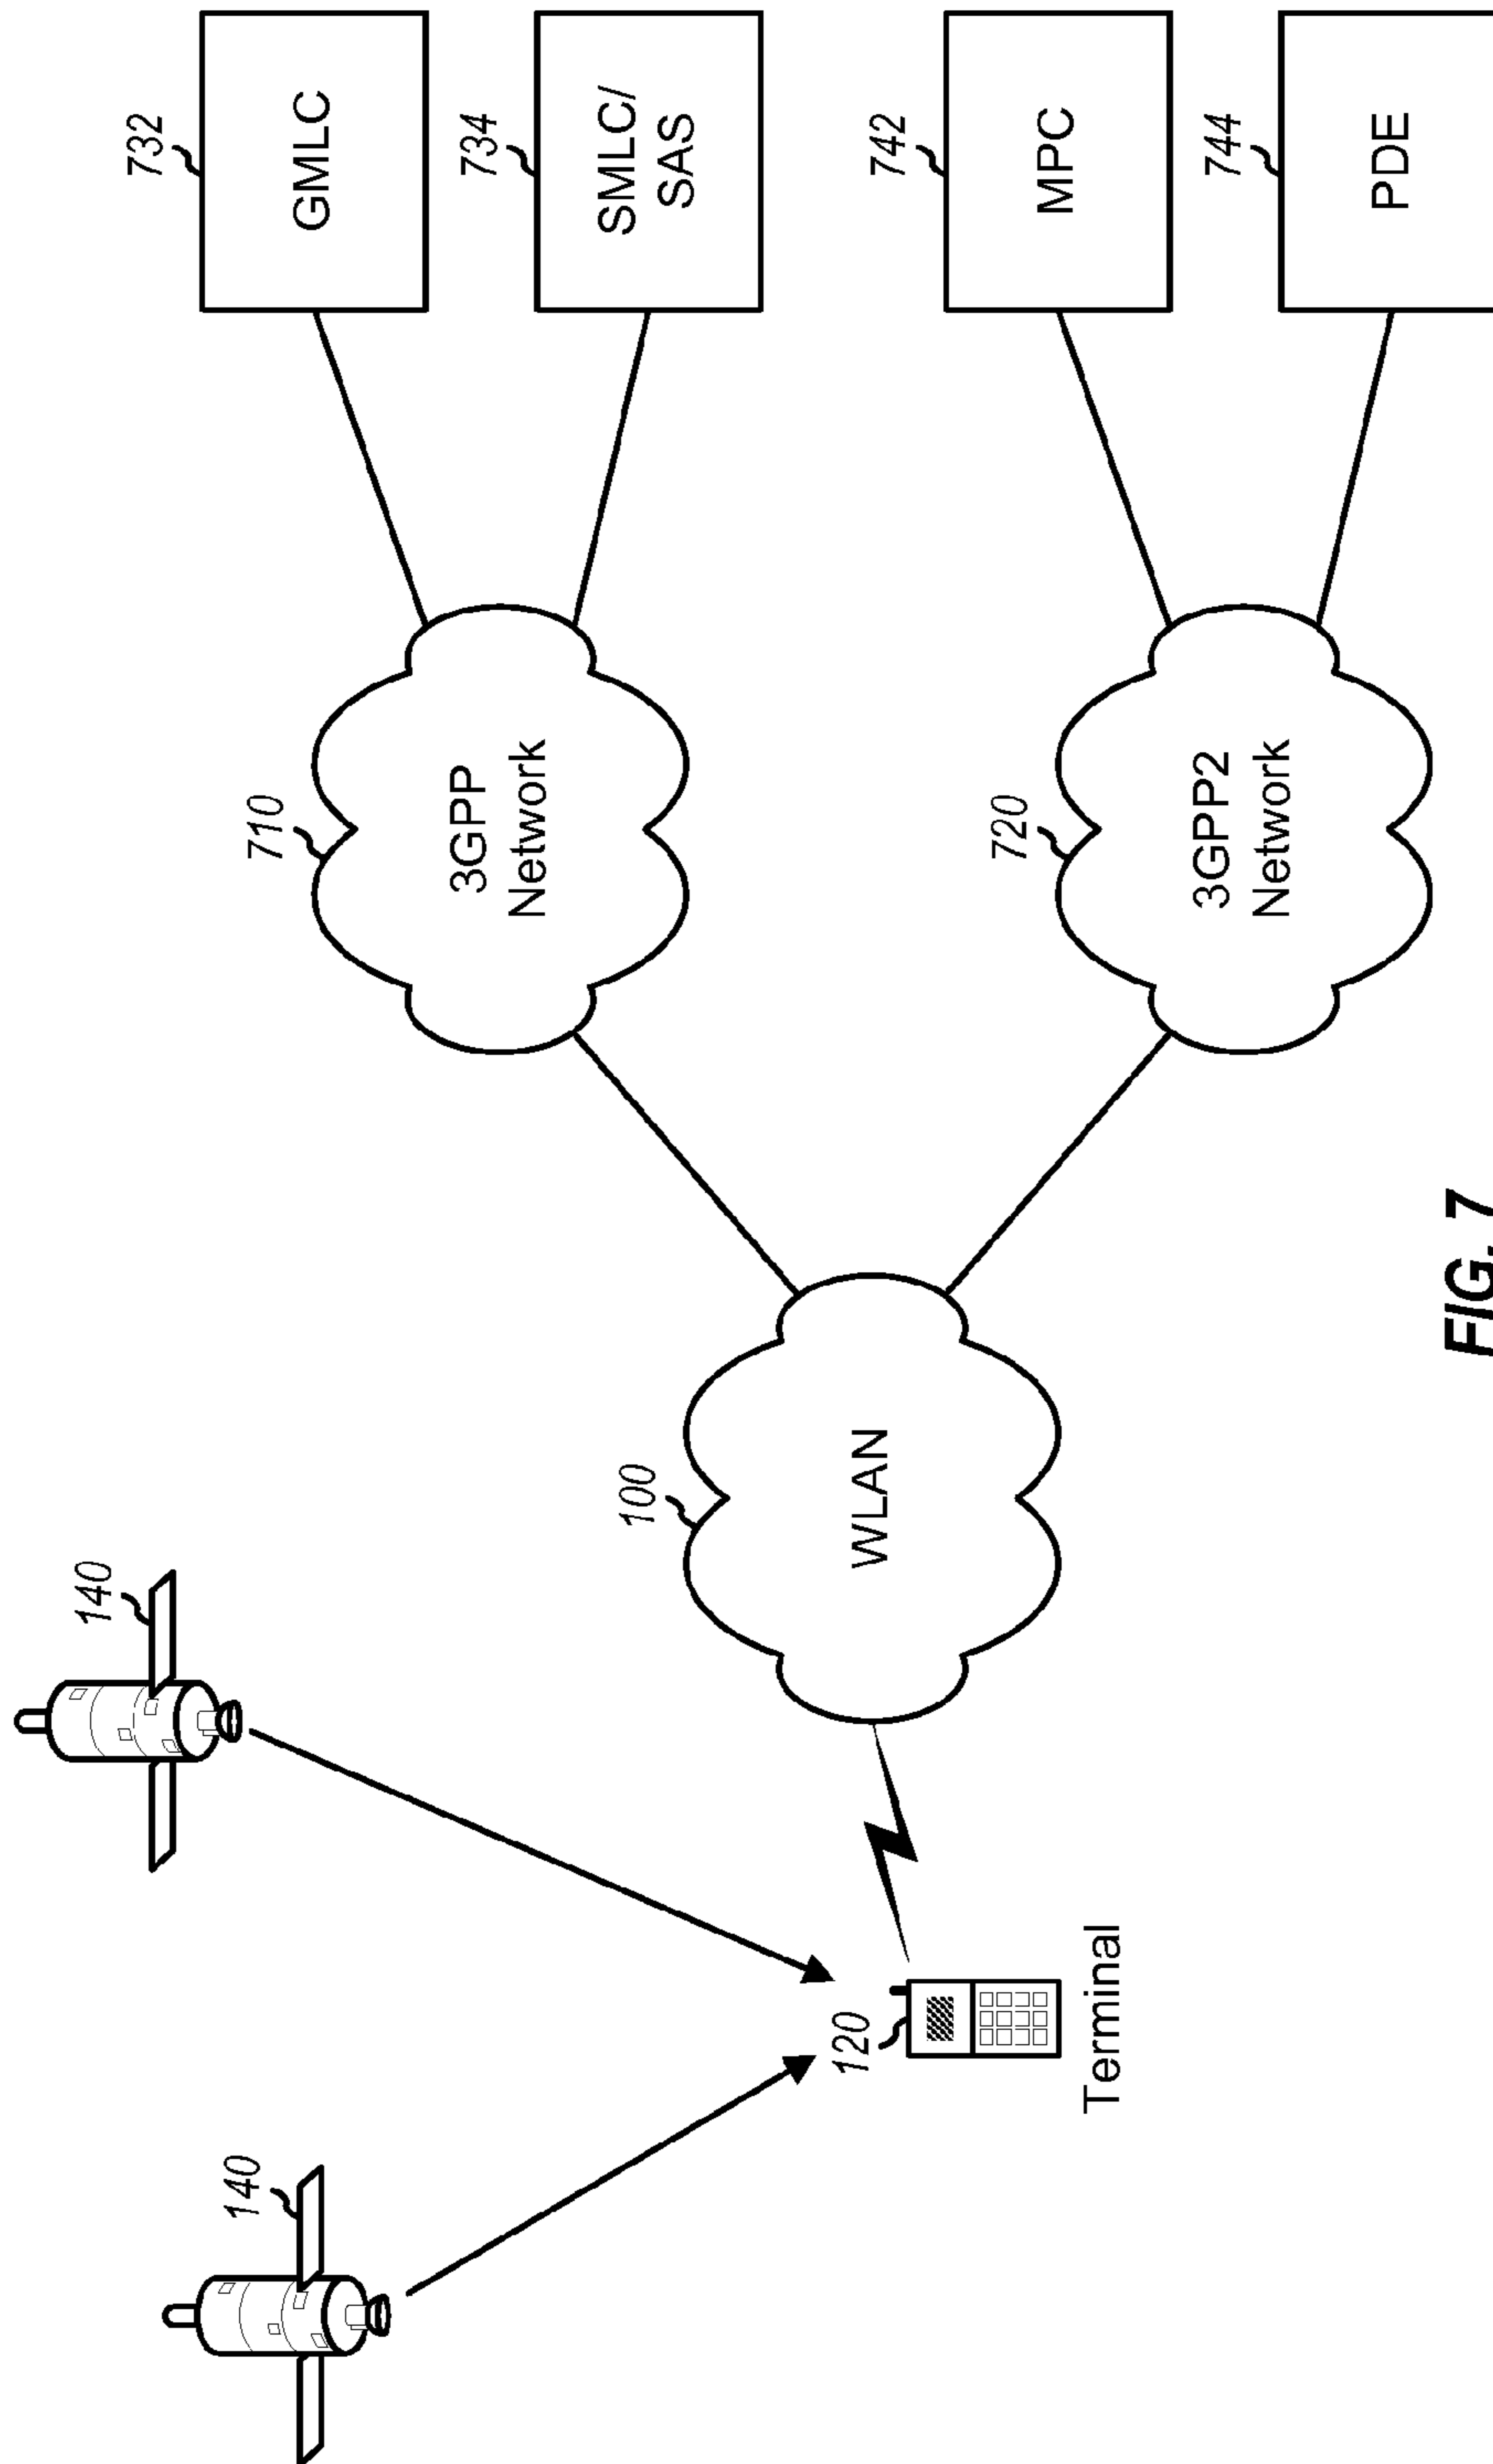 140
140
120
Terminal
100
WLAN
710
3GPP
Network
720
3GPP2
Network
732
GMLC
734
SMLC/
SAS
742
MPC
744
PDE
FIG. 7